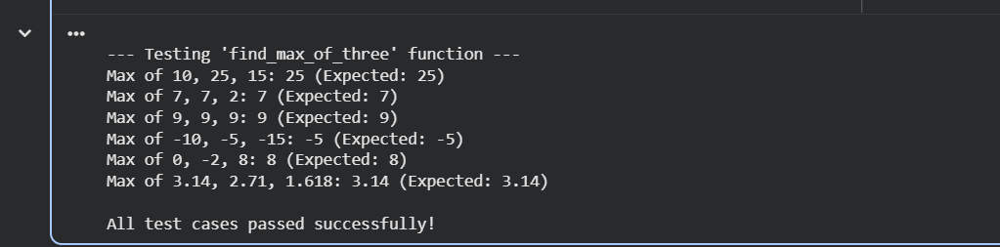 --- Testing 'find_max_of_three' function ---
Max of 10, 25, 15: 25 (Expected: 25)
Max of 7, 7, 2: 7 (Expected: 7)
Max of 9, 9, 9: 9 (Expected: 9)
Max of -10, -5, -15: -5 (Expected: -5)
Max of 0, -2, 8: 8 (Expected: 8)
Max of 3.14, 2.71, 1.618: 3.14 (Expected: 3.14)
All test cases passed successfully!